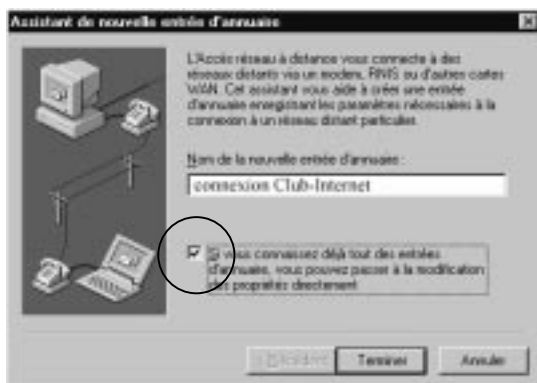 Assistant de nouvelle entrée d'annuaire
L'Accès réseau à distance vous connecte à des
réseaux distants via un modem, RNIS ou d'autres cartes
WAN. Cet assistant vous aide à créer une entrée
d'annuaire enregistrant les paramètres nécessaires à la
connexion à un réseau distant particulier.
Nom de la nouvelle entrée d'annuaire :
connexion Club-Internet
Si vous connaissez déjà tout des entrées
d'annuaire, vous pouvez passer à la modification
des propriétés directement
< Précédent Terminer Annuler